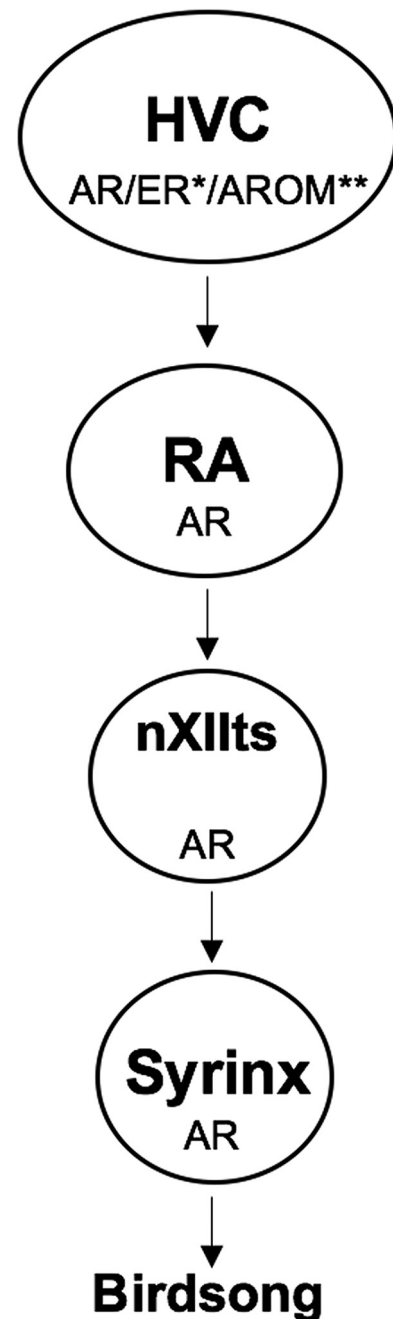 HVC
AR/ER*/AROM**
RA
AR
nXIIts
AR
Syrinx
AR
Birdsong